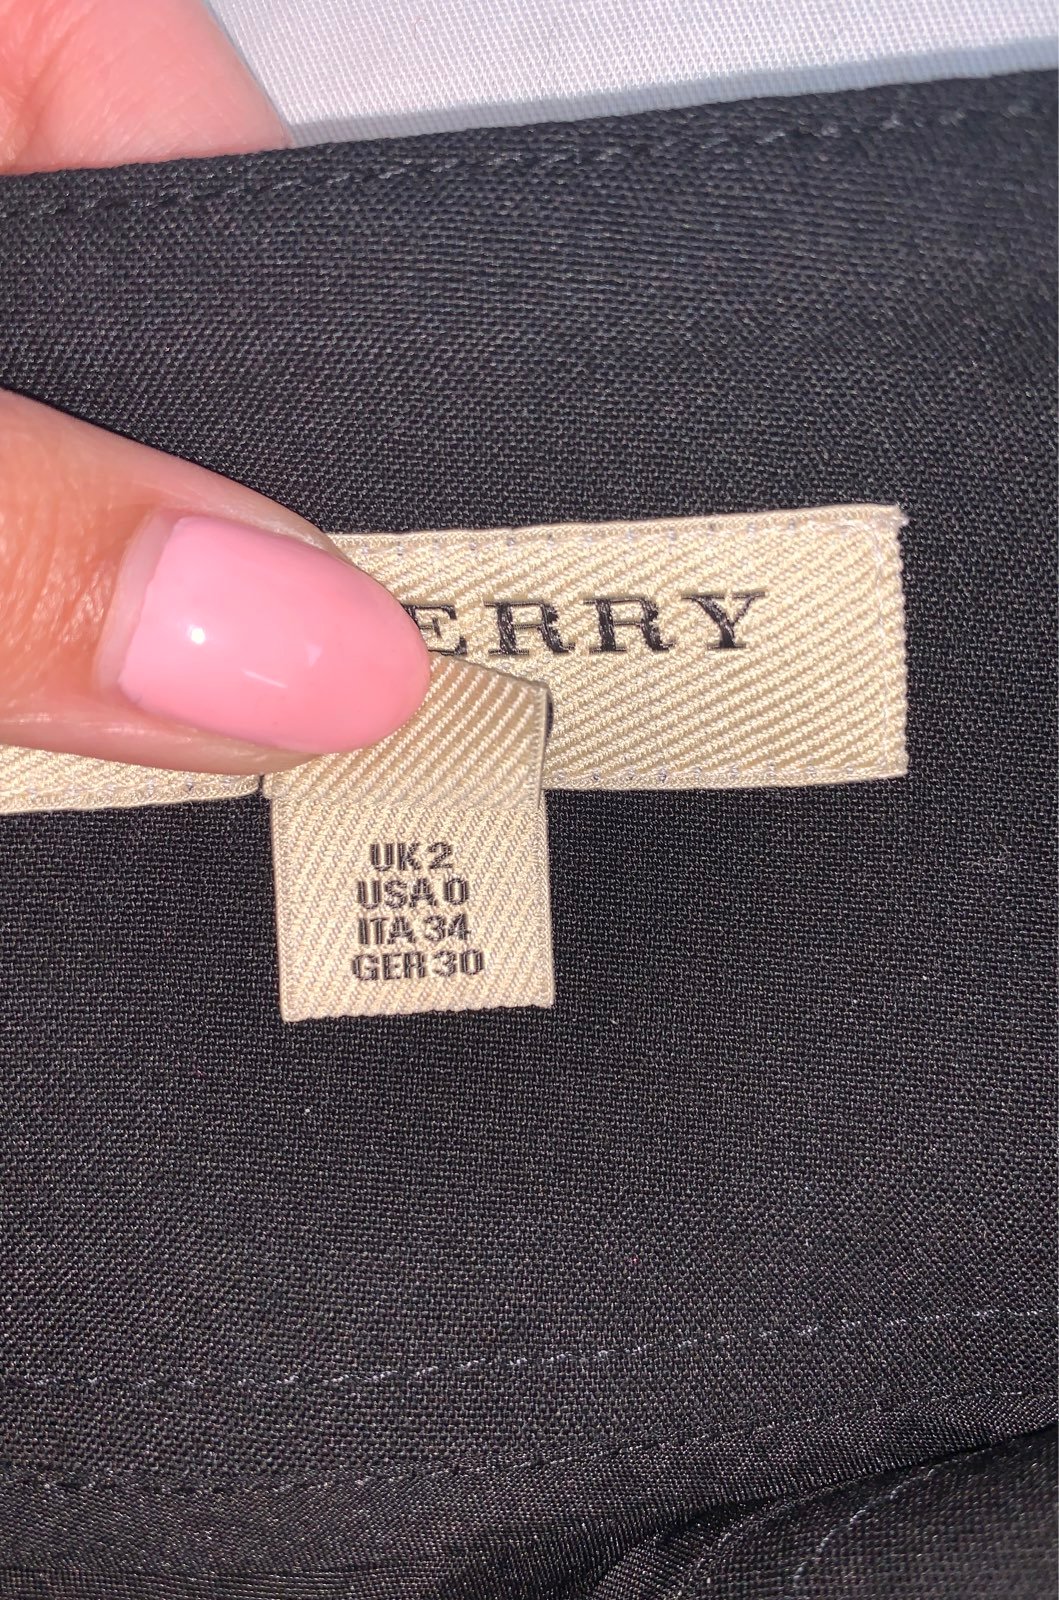 ERRY
UK 2
USA 0
ITA 34
GER 30